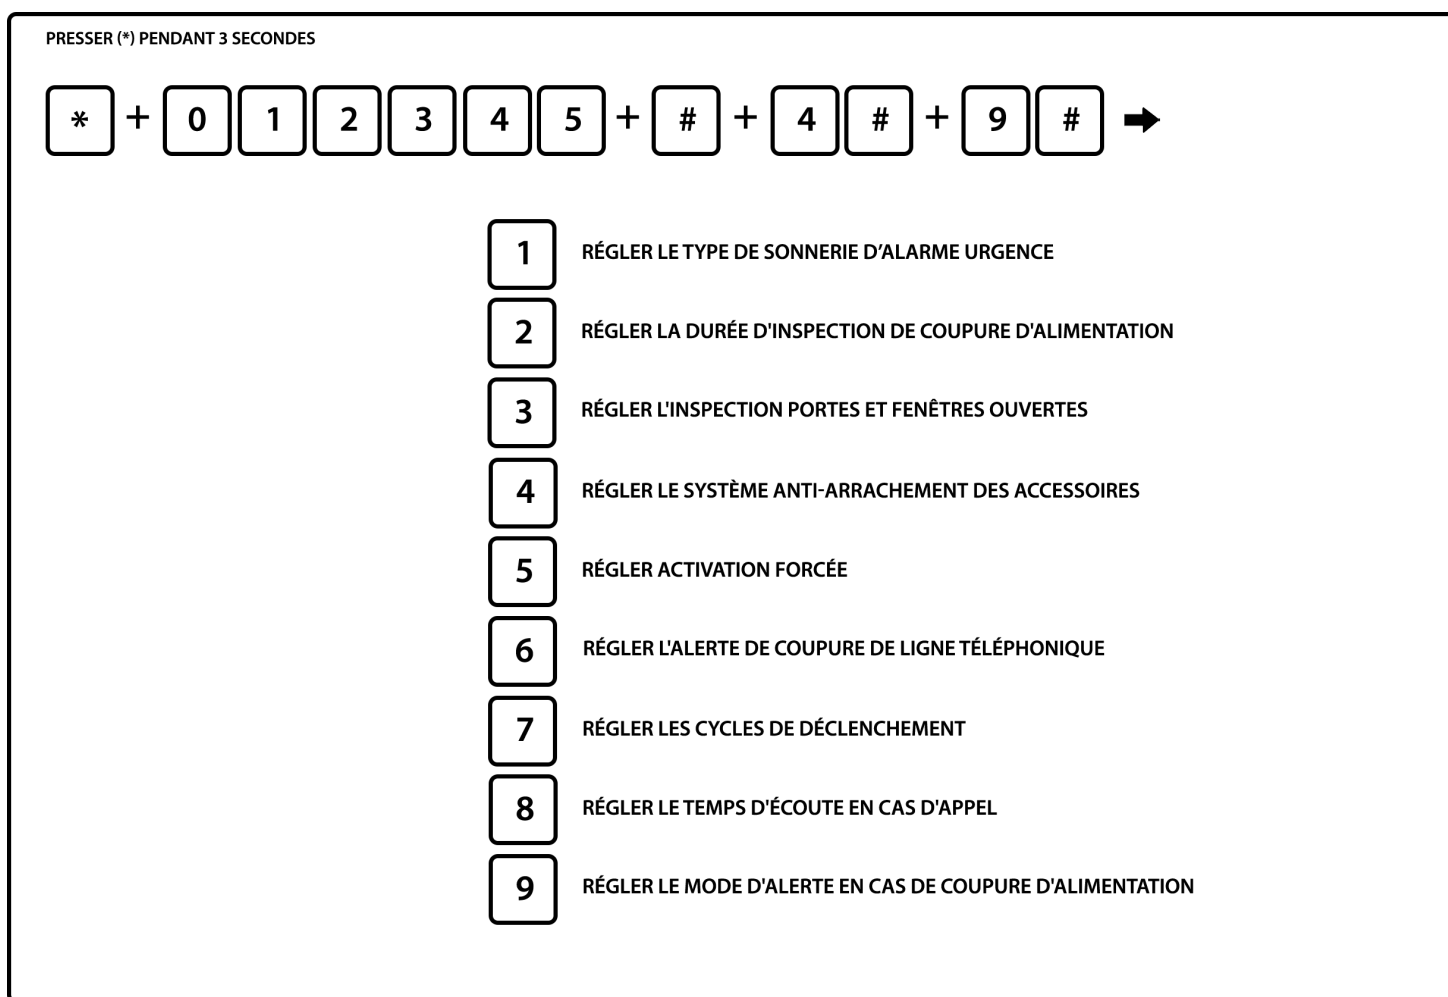 PRESSER (*) PENDANT 3 SECONDES
* + 0 1 2 3 4 5 + # + 4 # + 9 #
1 RÉGLER LE TYPE DE SONNERIE D’ALARME URGENCE
2 RÉGLER LA DURÉE D'INSPECTION DE COUPURE D'ALIMENTATION
3 RÉGLER L'INSPECTION PORTES ET FENÊTRES OUVERTES
4 RÉGLER LE SYSTÈME ANTI-ARRACHEMENT DES ACCESSOIRES
5 RÉGLER ACTIVATION FORCÉE
6 RÉGLER L'ALERTE DE COUPURE DE LIGNE TÉLÉPHONIQUE
7 RÉGLER LES CYCLES DE DÉCLENCHEMENT
8 RÉGLER LE TEMPS D'ÉCOUTE EN CAS D'APPEL
9 RÉGLER LE MODE D'ALERTE EN CAS DE COUPURE D'ALIMENTATION